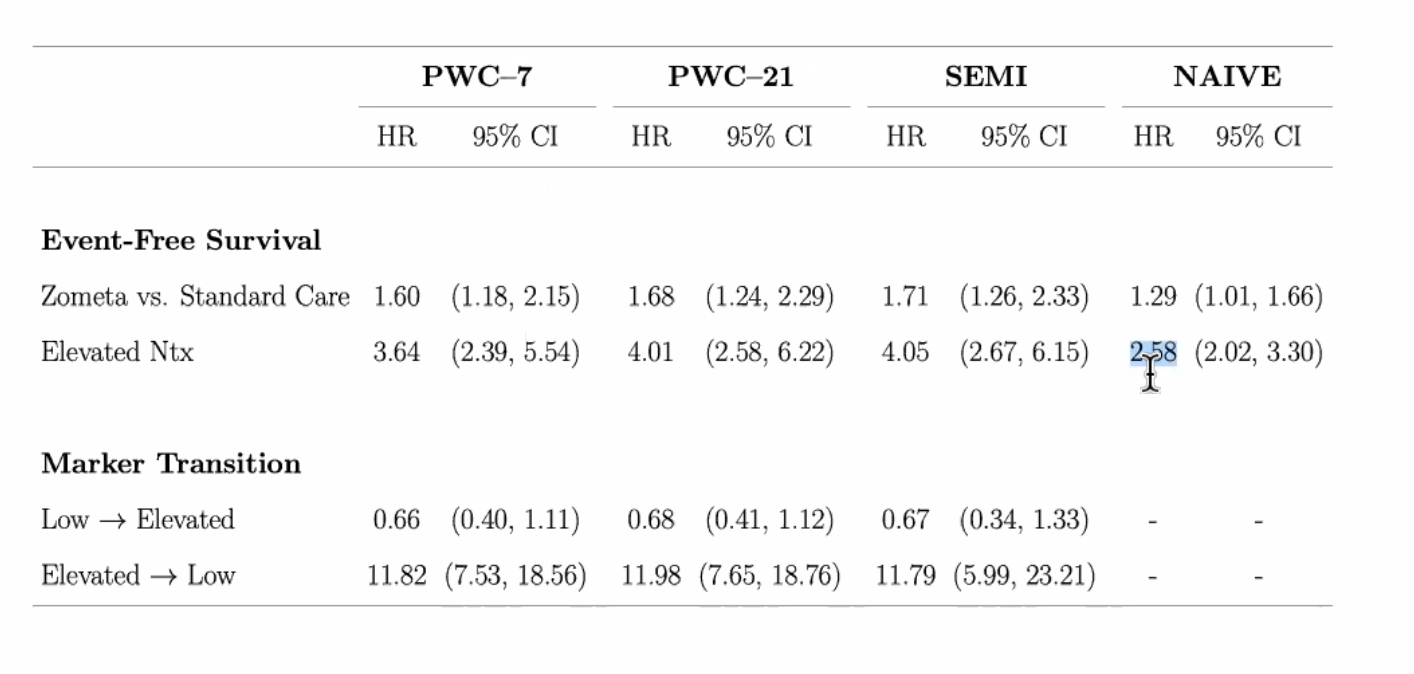 PWC–7 PWC–21 SEMI NAIVE
HR 95% CI HR 95% CI HR 95% CI HR 95% CI
Event-Free Survival
Zometa vs. Standard Care 1.60 (1.18, 2.15) 1.68 (1.24, 2.29) 1.71 (1.26, 2.33) 1.29 (1.01, 1.66)
Elevated Ntx 3.64 (2.39, 5.54) 4.01 (2.58, 6.22) 4.05 (2.67, 6.15) 2.58 (2.02, 3.30)
Marker Transition
Low → Elevated 0.66 (0.40, 1.11) 0.68 (0.41, 1.12) 0.67 (0.34, 1.33) - -
Elevated → Low 11.82 (7.53, 18.56) 11.98 (7.65, 18.76) 11.79 (5.99, 23.21) - -